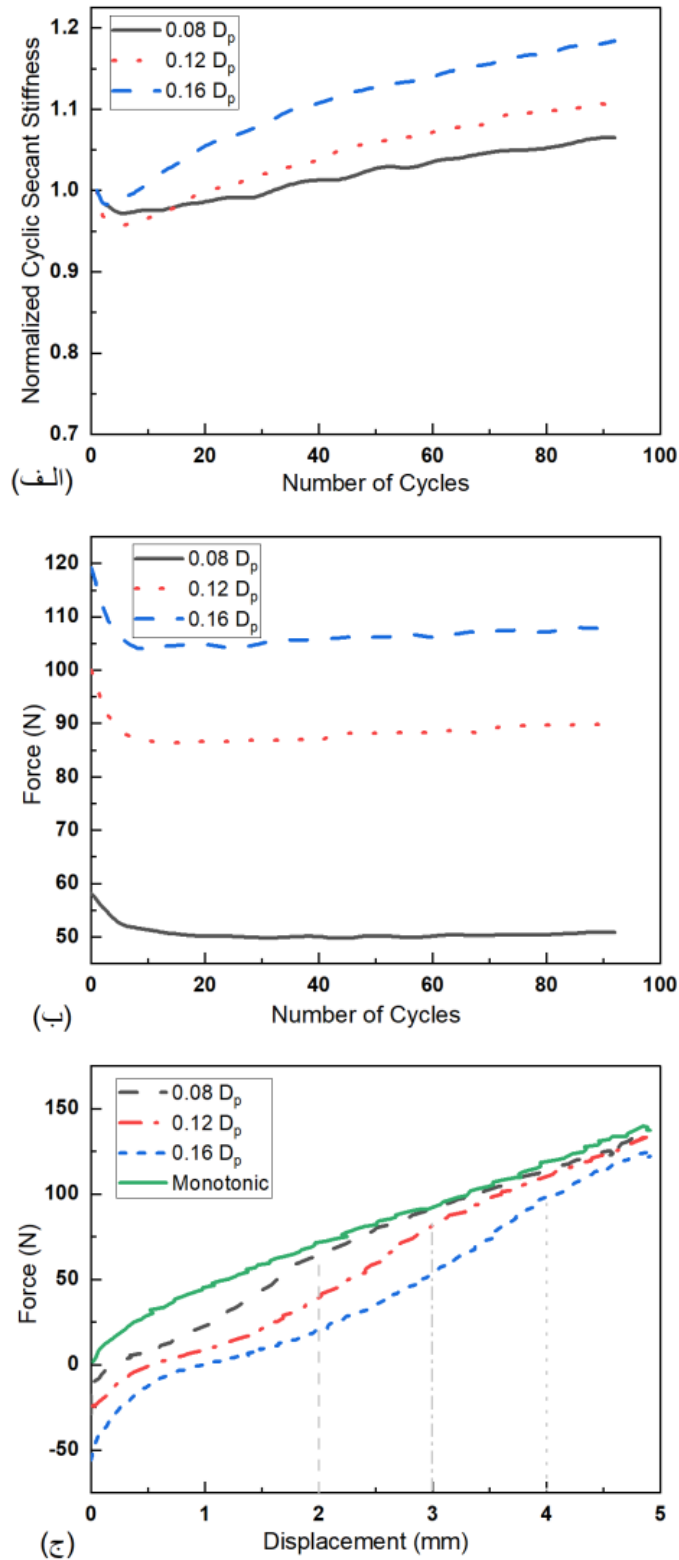 0.08 Dp
0.12 Dp
0.16 Dp
1.2
1.1
1.0
0.9
0.8
0.7
Normalized Cyclic Secant Stiffness
0 20 40 60 80 100
Number of Cycles
(الف)
0.08 Dp
0.12 Dp
0.16 Dp
120
110
100
90
80
70
60
50
Force (N)
0 20 40 60 80 100
Number of Cycles
(ب)
0.08 Dp
0.12 Dp
0.16 Dp
Monotonic
150
100
50
0
-50
Force (N)
0 1 2 3 4 5
Displacement (mm)
(ج)